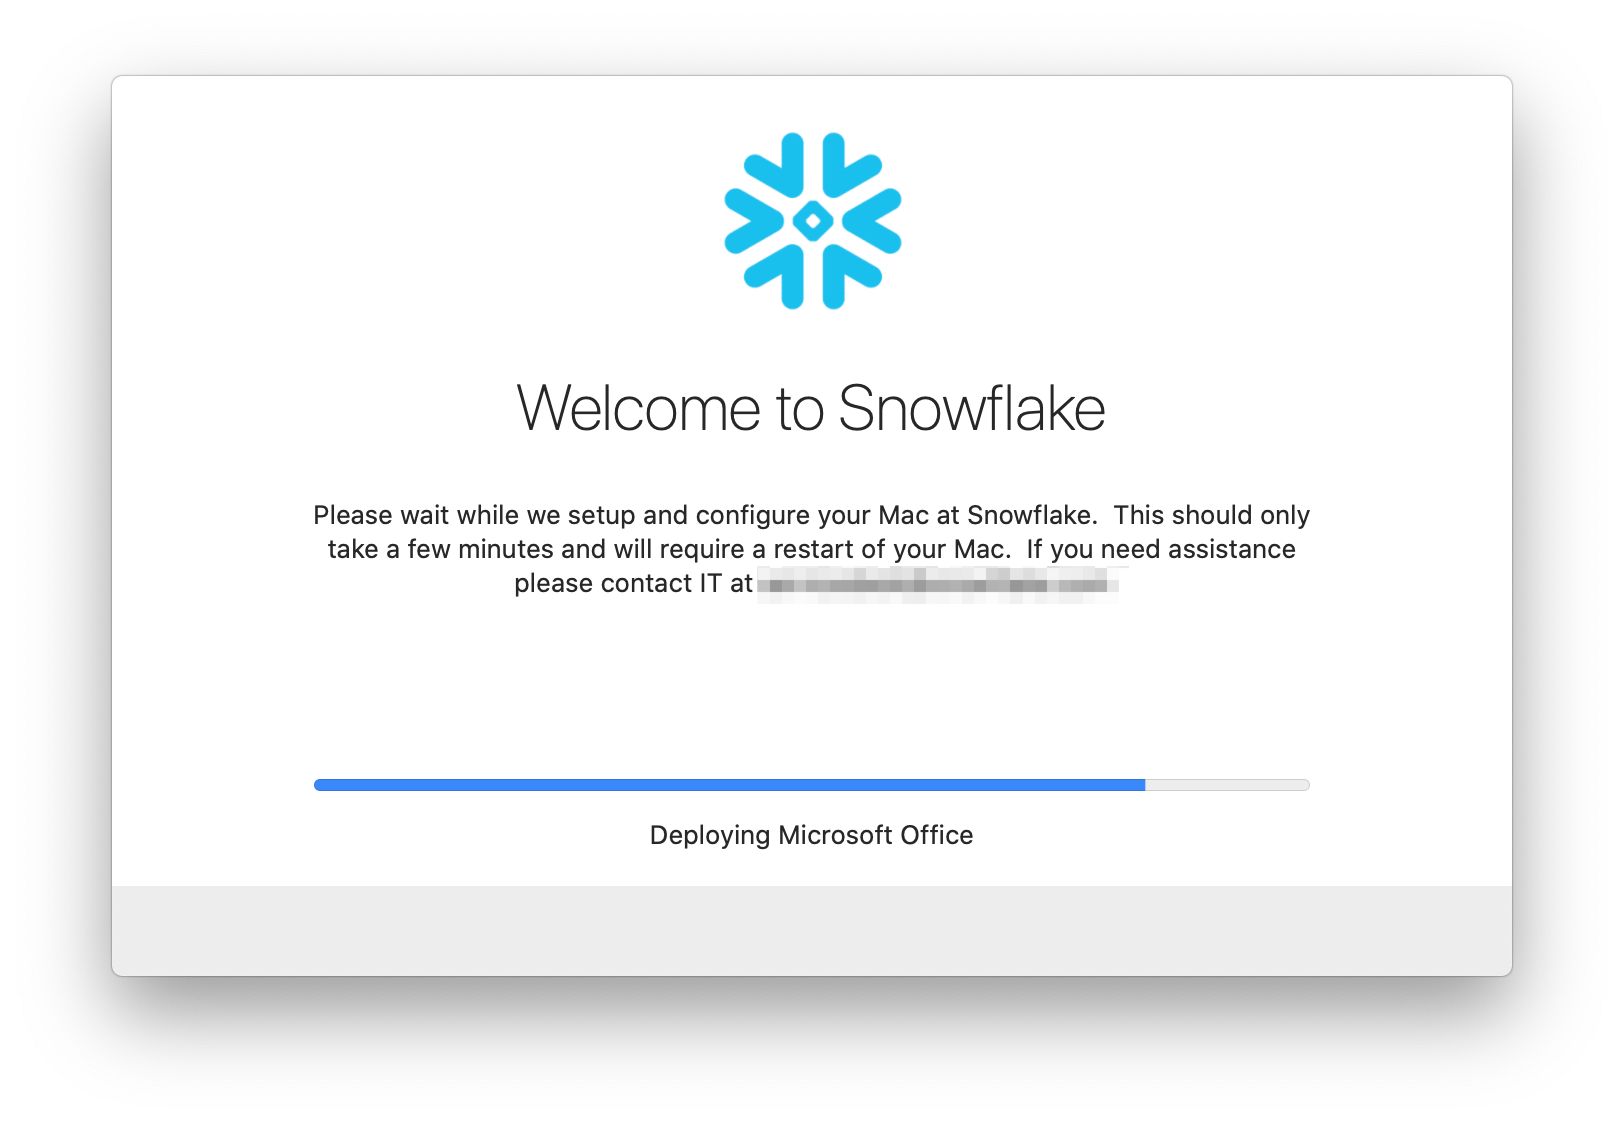 Welcome to Snowflake
Please wait while we setup and configure your Mac at Snowflake.  This should only
take a few minutes and will require a restart of your Mac.  If you need assistance
please contact IT at
Deploying Microsoft Office